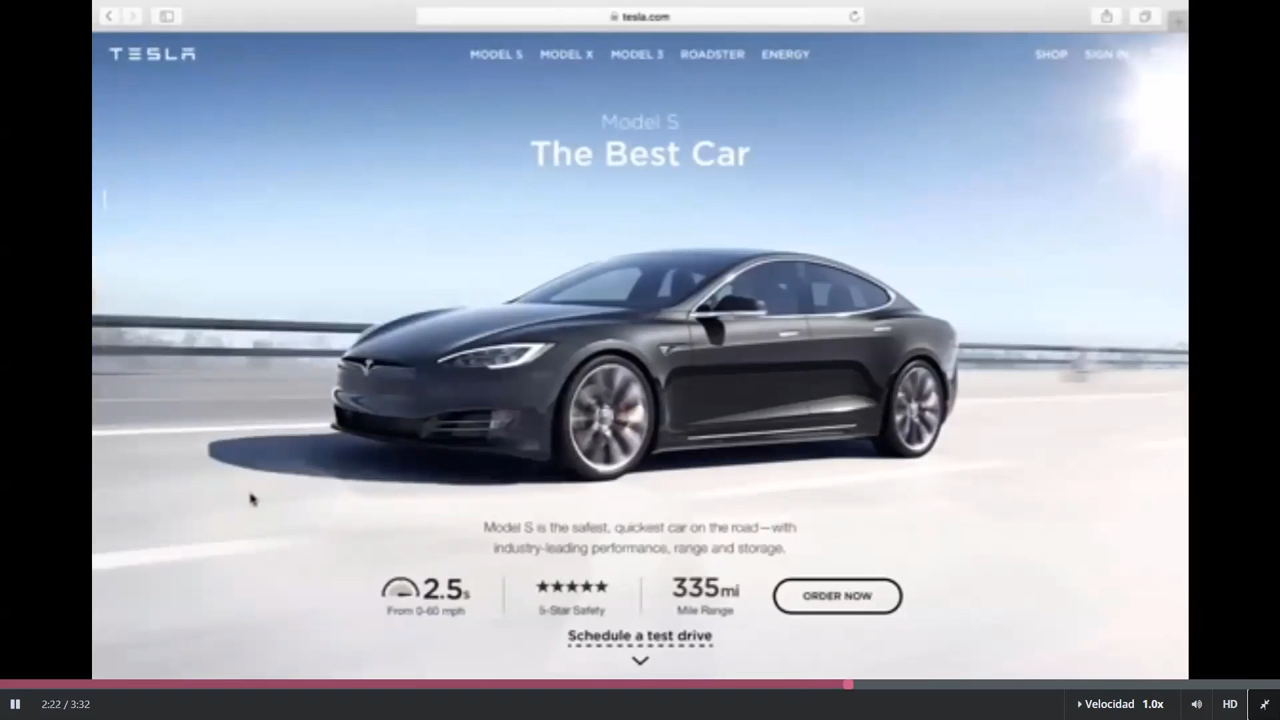 tesla.com
TESLA
MODEL S MODEL X MODEL 3 ROADSTER ENERGY
SHOP SIGN IN
Model S
The Best Car
Model S is the safest, quickest car on the road—with
industry-leading performance, range and storage.
2.5s
From 0-60 mph
5-Star Safety
335mi
Mile Range
ORDER NOW
Schedule a test drive
2:22 / 3:32
Velocidad 1.0x
HD